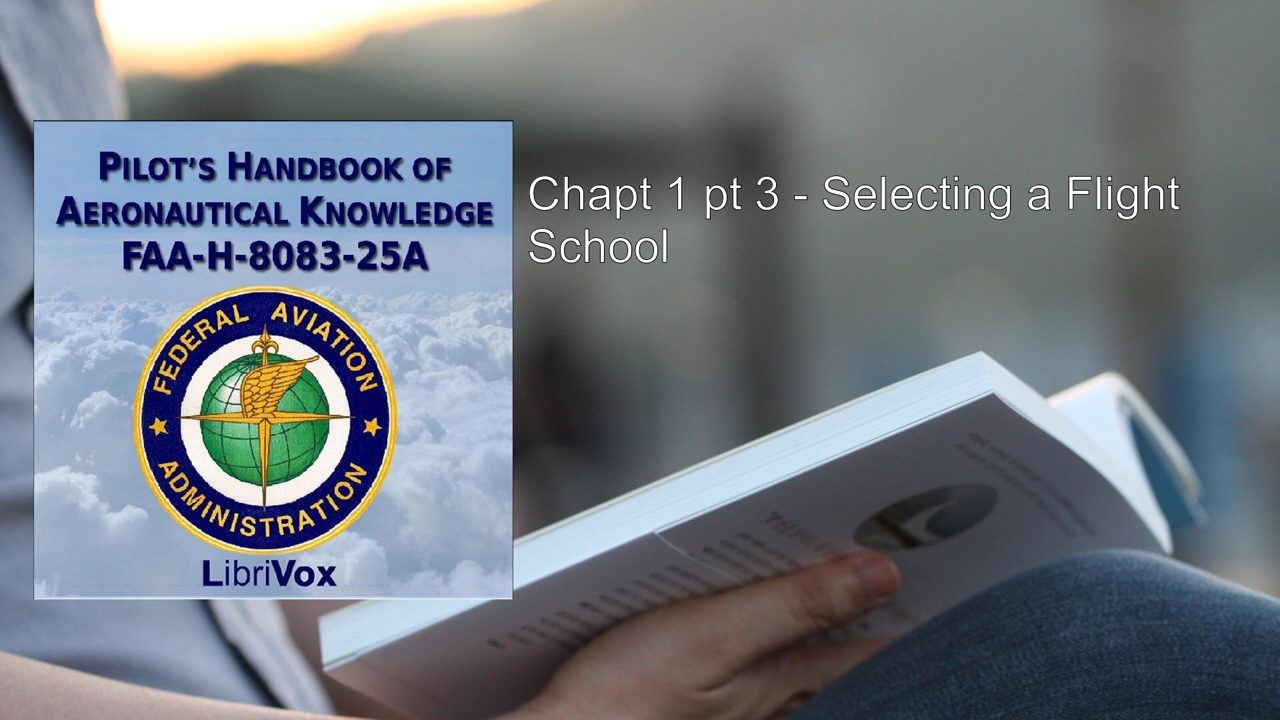 PILOT'S HANDBOOK OF
AERONAUTICAL KNOWLEDGE
FAA-H-8083-25A
FEDERAL AVIATION
ADMINISTRATION
LibriVox
Chapt 1 pt 3 - Selecting a Flight
School